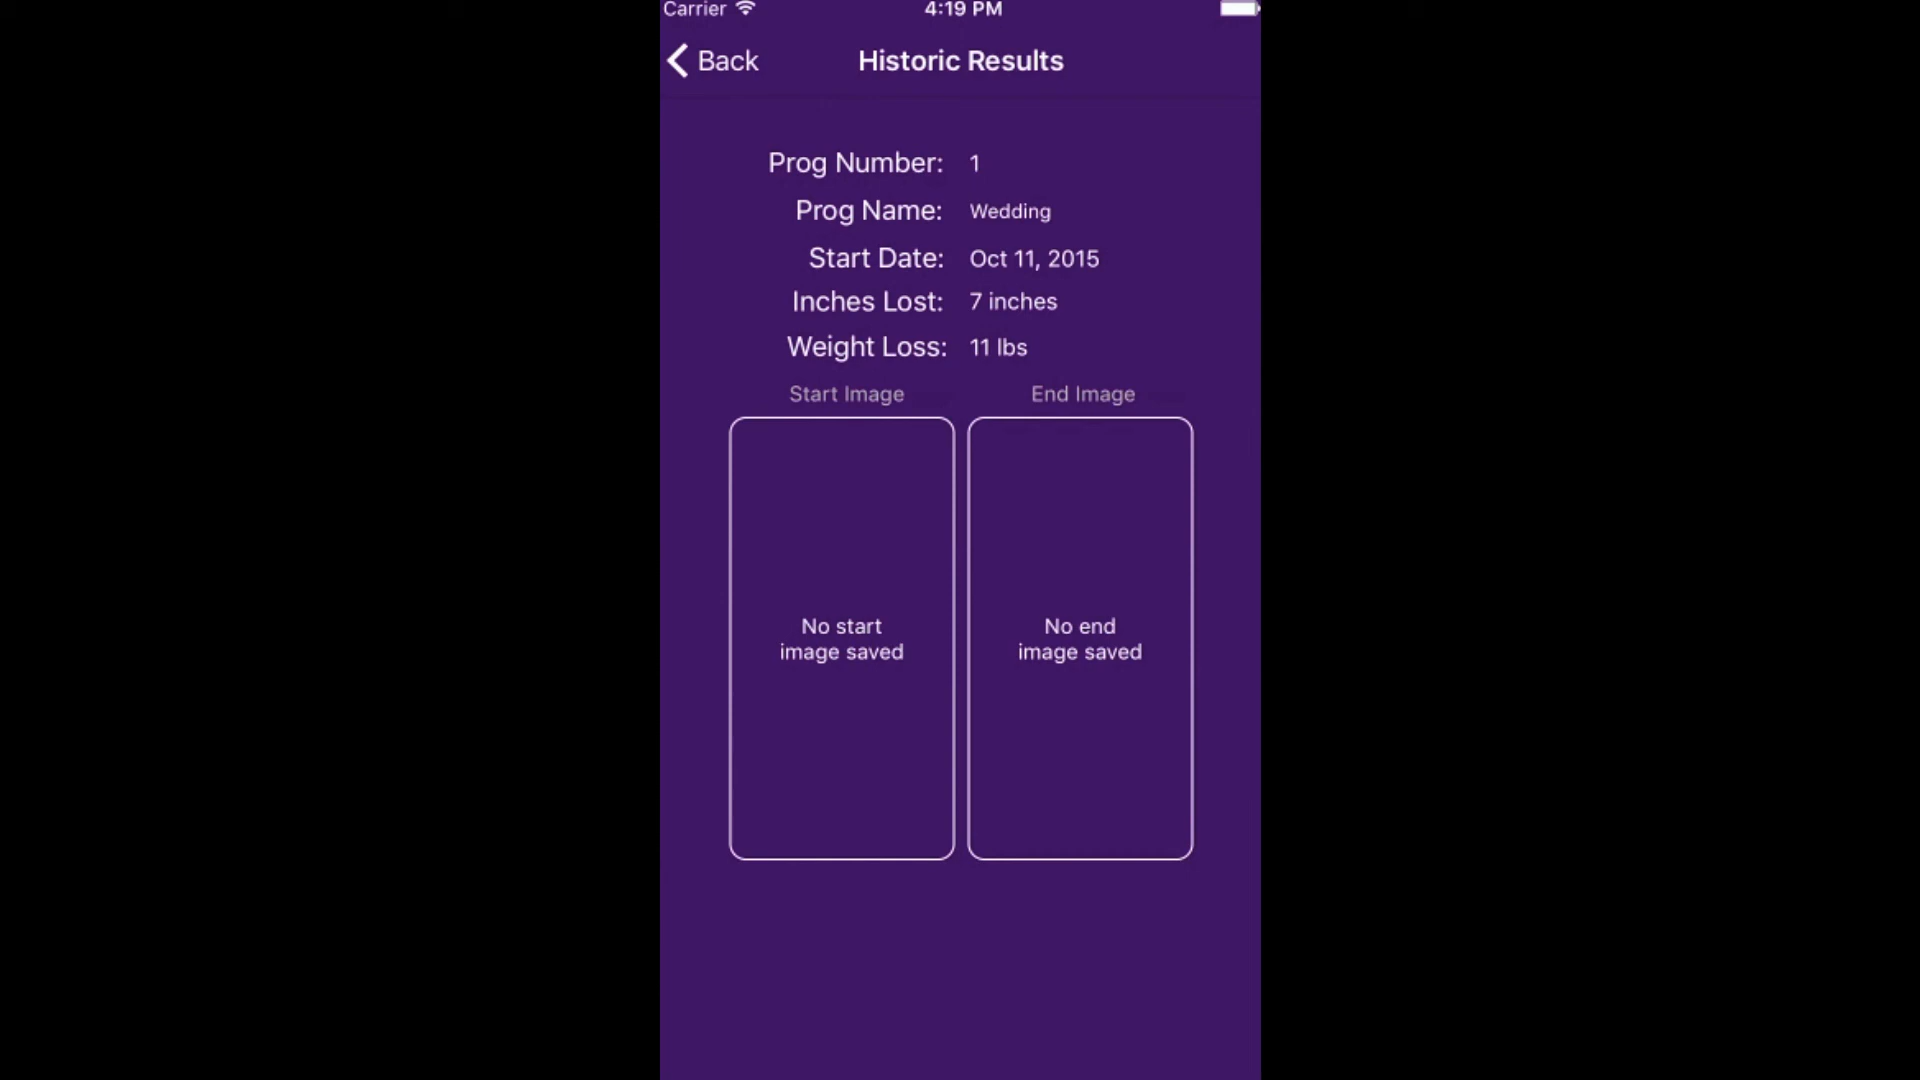 Carrier 4:19 PM
Back Historic Results
Prog Number: 1
Prog Name: Wedding
Start Date: Oct 11, 2015
Inches Lost: 7 inches
Weight Loss: 11 lbs
Start Image End Image
No start
image saved
No end
image saved